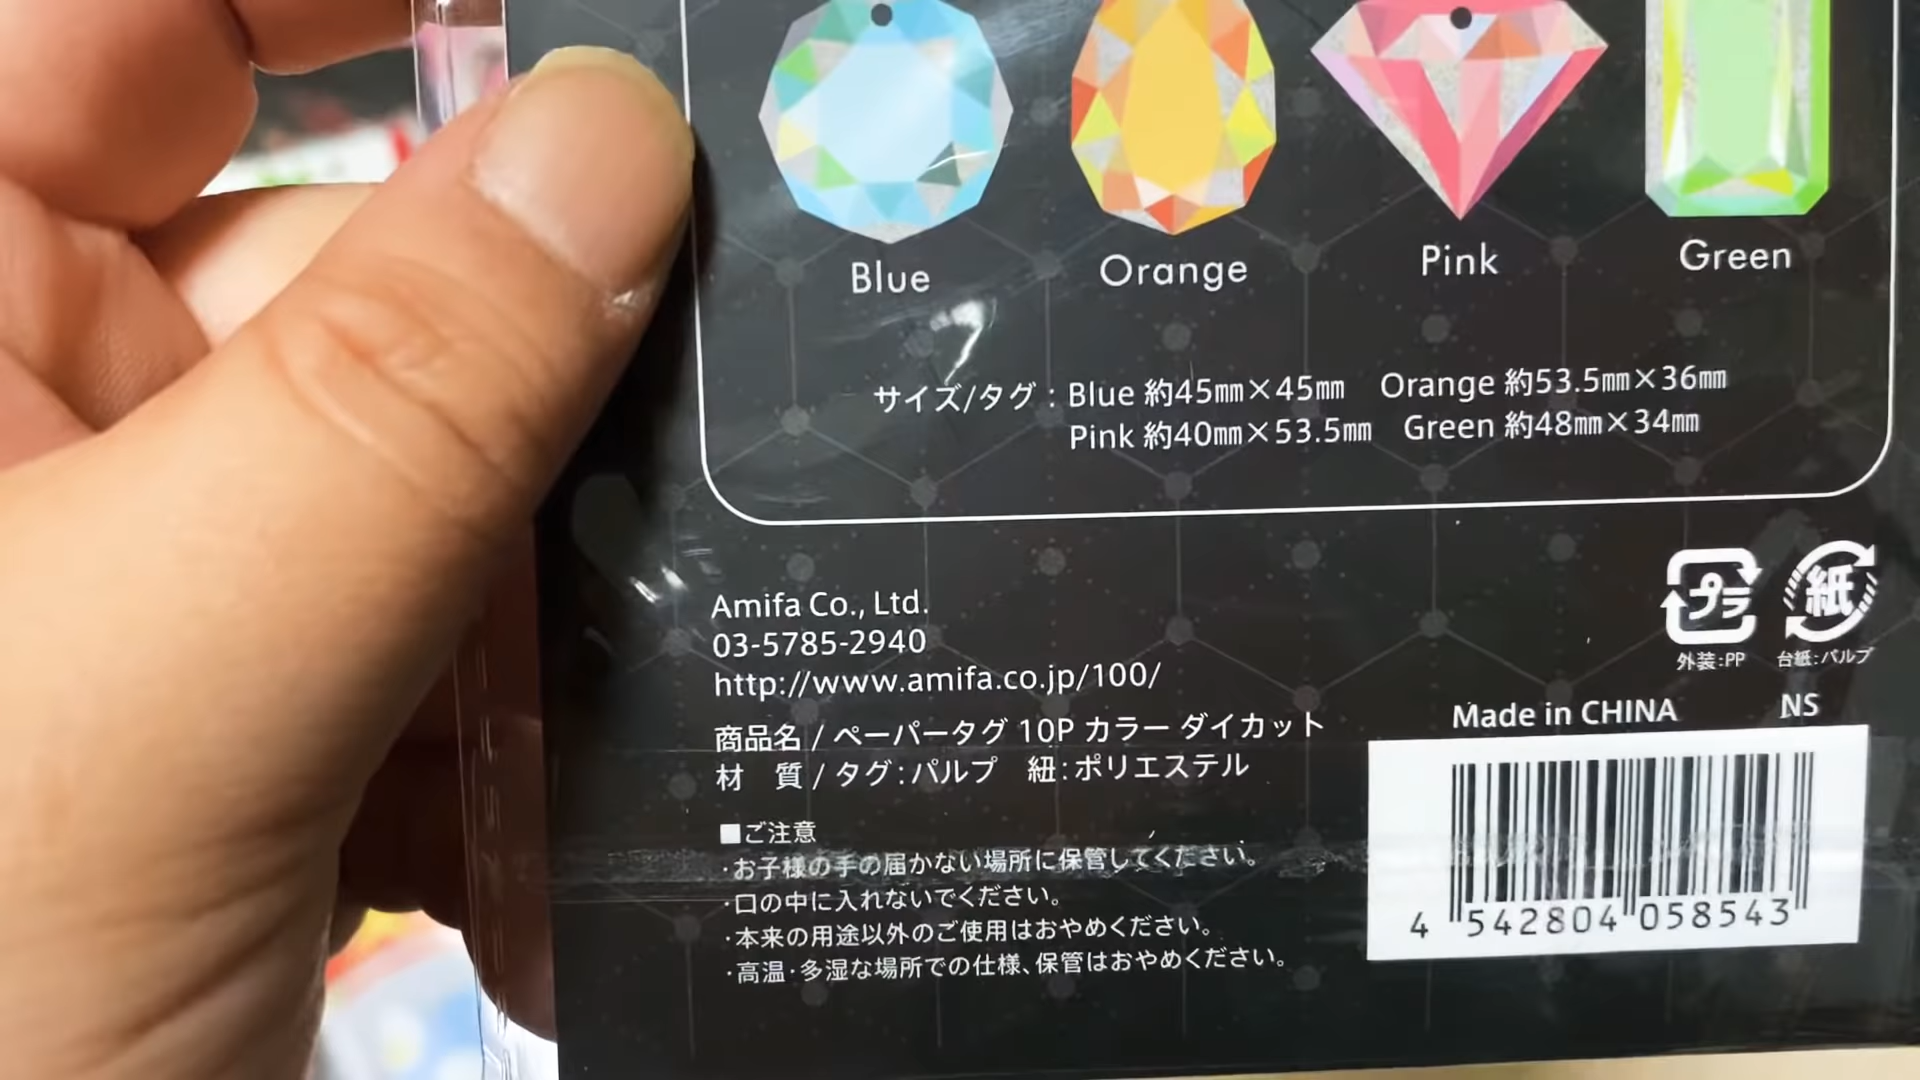 Blue Orange Pink Green
サイズ/タグ : Blue 約45㎜×45㎜ Orange 約53.5㎜×36㎜
Pink 約40㎜×53.5㎜ Green 約48㎜×34㎜
プラ 紙
外装:PP 台紙:パルプ
Amifa Co., Ltd.
03-5785-2940
http://www.amifa.co.jp/100/
商品名 / ペーパータグ 10P カラー ダイカット
材 質 / タグ:パルプ 紐:ポリエステル
Made in CHINA NS
■ご注意
・お子様の手の届かない場所に保管してください。
・口の中に入れないでください。
・本来の用途以外のご使用はおやめください。
・高温・多湿な場所での仕様、保管はおやめください。
4 542804 058543